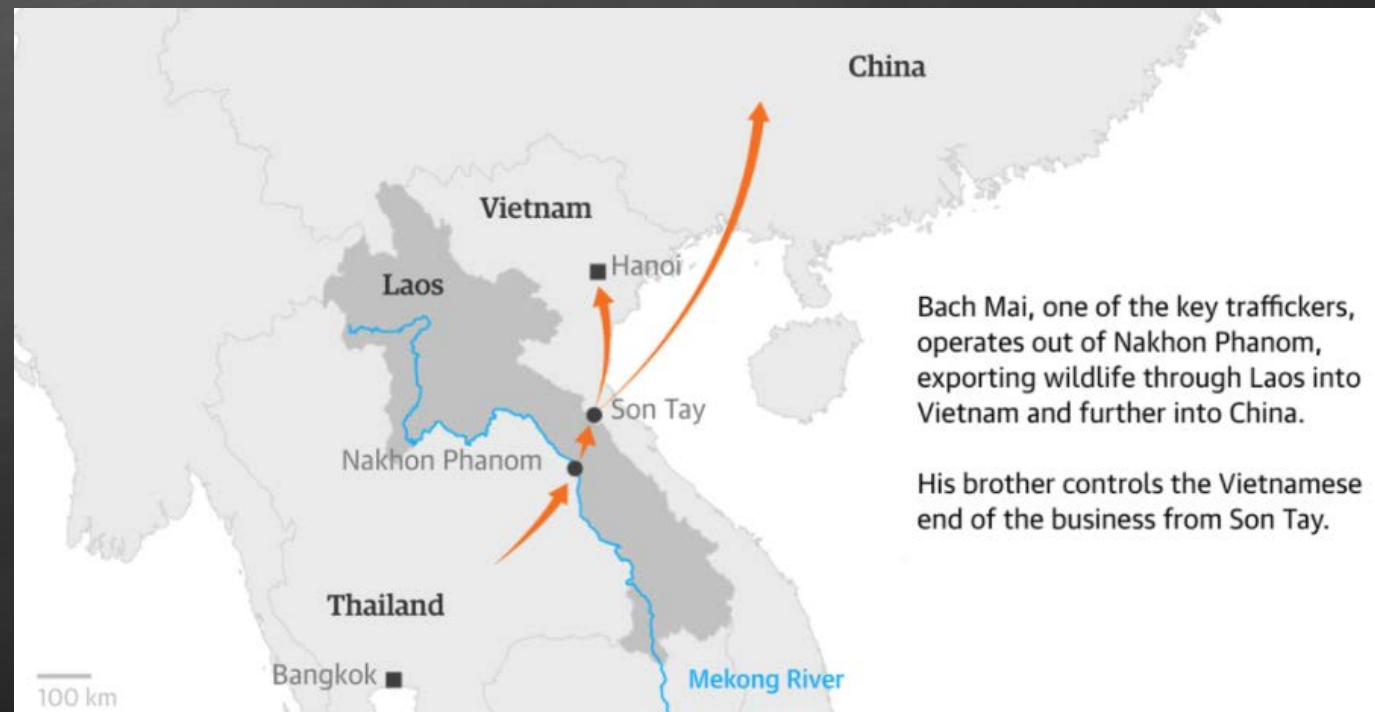 China
Vietnam
Hanoi
Laos
Son Tay
Nakhon Phanom
Thailand
Bangkok
Mekong River
100 km
Bach Mai, one of the key traffickers,
operates out of Nakhon Phanom,
exporting wildlife through Laos into
Vietnam and further into China.
His brother controls the Vietnamese
end of the business from Son Tay.